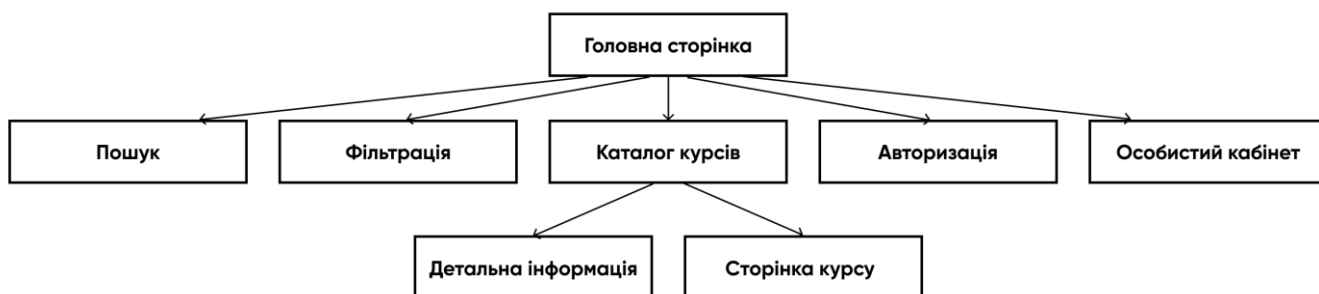 Головна сторінка
Пошук
Фільтрація
Каталог курсів
Авторизація
Особистий кабінет
Детальна інформація
Сторінка курсу